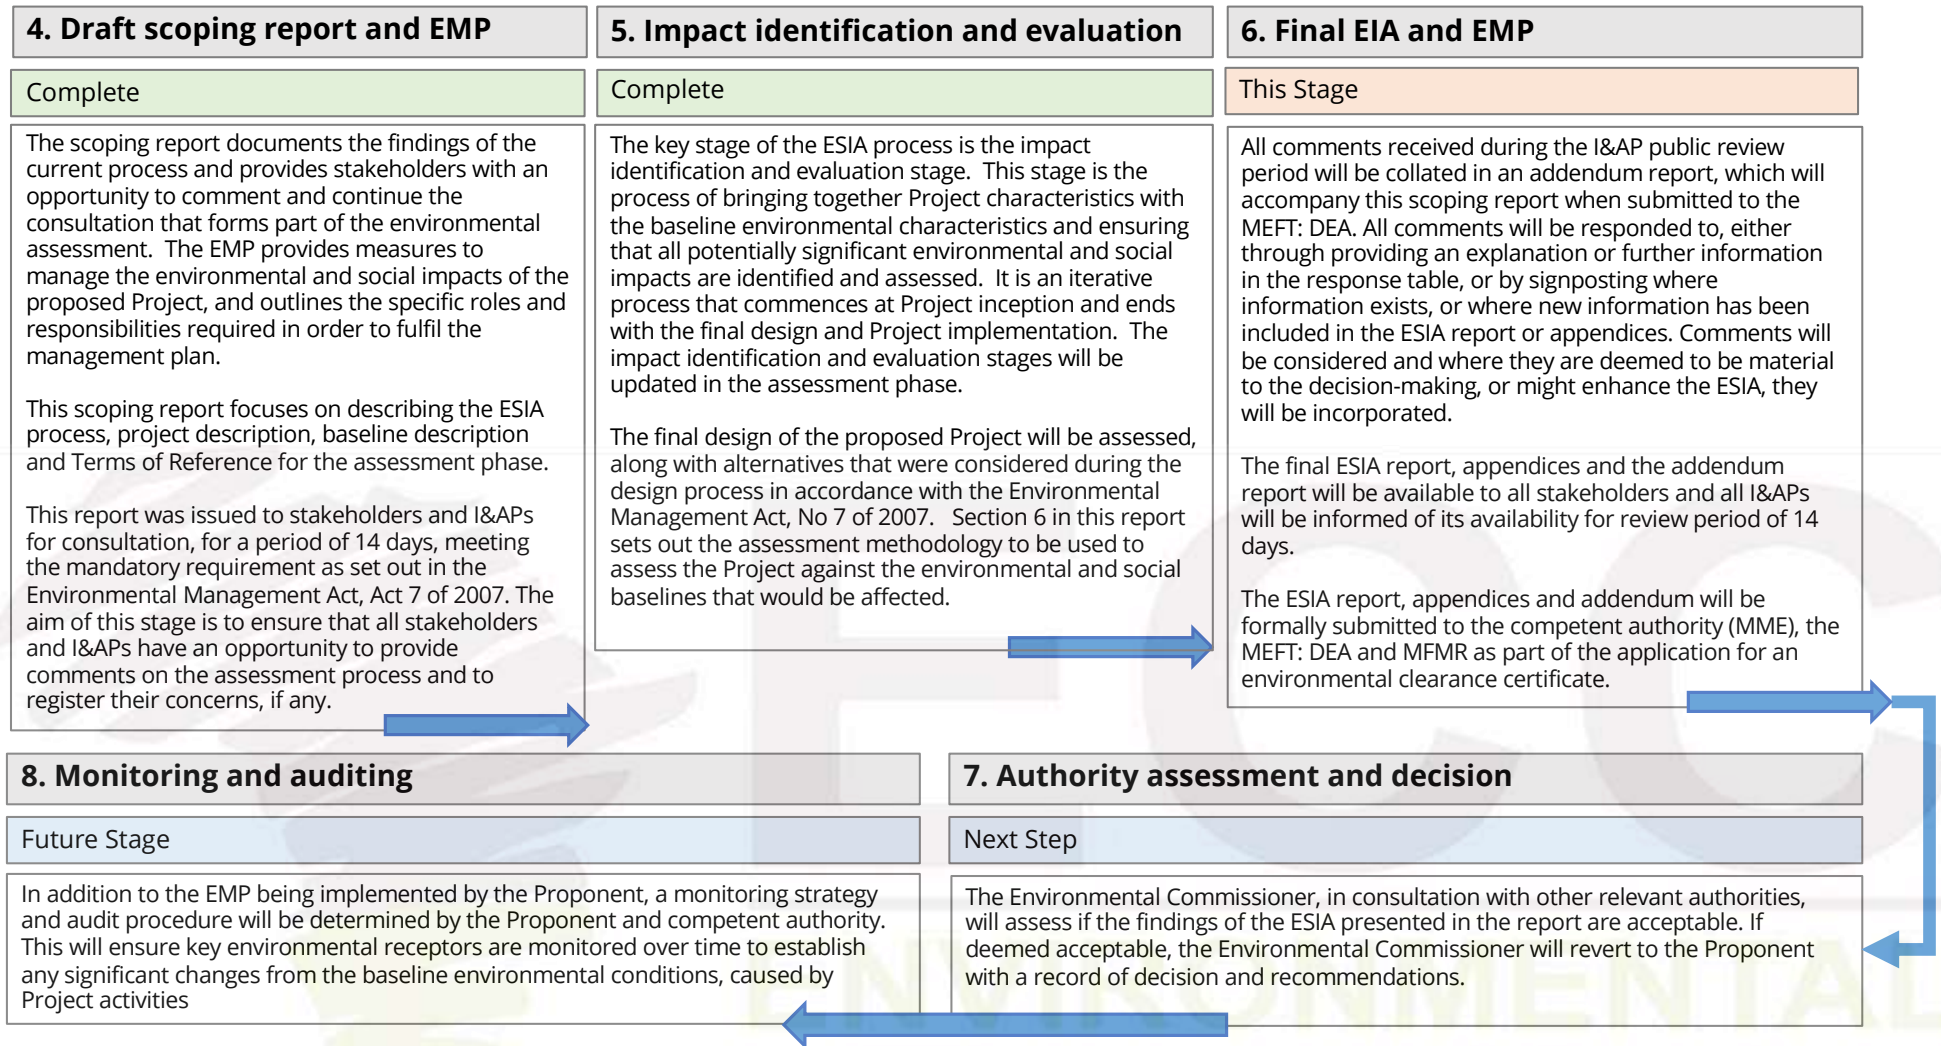 4. Draft scoping report and EMP
Complete
The scoping report documents the findings of the
current process and provides stakeholders with an
opportunity to comment and continue the
consultation that forms part of the environmental
assessment.  The EMP provides measures to
manage the environmental and social impacts of the
proposed Project, and outlines the specific roles and
responsibilities required in order to fulfil the
management plan.
This scoping report focuses on describing the ESIA
process, project description, baseline description
and Terms of Reference for the assessment phase.
This report was issued to stakeholders and I&APs
for consultation, for a period of 14 days, meeting
the mandatory requirement as set out in the
Environmental Management Act, Act 7 of 2007. The
aim of this stage is to ensure that all stakeholders
and I&APs have an opportunity to provide
comments on the assessment process and to
register their concerns, if any.
5. Impact identification and evaluation
Complete
The key stage of the ESIA process is the impact
identification and evaluation stage.  This stage is the
process of bringing together Project characteristics with
the baseline environmental characteristics and ensuring
that all potentially significant environmental and social
impacts are identified and assessed.  It is an iterative
process that commences at Project inception and ends
with the final design and Project implementation.  The
impact identification and evaluation stages will be
updated in the assessment phase.
The final design of the proposed Project will be assessed,
along with alternatives that were considered during the
design process in accordance with the Environmental
Management Act, No 7 of 2007.   Section 6 in this report
sets out the assessment methodology to be used to
assess the Project against the environmental and social
baselines that would be affected.
6. Final EIA and EMP
This Stage
All comments received during the I&AP public review
period will be collated in an addendum report, which will
accompany this scoping report when submitted to the
MEFT: DEA. All comments will be responded to, either
through providing an explanation or further information
in the response table, or by signposting where
information exists, or where new information has been
included in the ESIA report or appendices. Comments will
be considered and where they are deemed to be material
to the decision-making, or might enhance the ESIA, they
will be incorporated.
The final ESIA report, appendices and the addendum
report will be available to all stakeholders and all I&APs
will be informed of its availability for review period of 14
days.
The ESIA report, appendices and addendum will be
formally submitted to the competent authority (MME), the
MEFT: DEA and MFMR as part of the application for an
environmental clearance certificate.
8. Monitoring and auditing
Future Stage
In addition to the EMP being implemented by the Proponent, a monitoring strategy
and audit procedure will be determined by the Proponent and competent authority.
This will ensure key environmental receptors are monitored over time to establish
any significant changes from the baseline environmental conditions, caused by
Project activities
7. Authority assessment and decision
Next Step
The Environmental Commissioner, in consultation with other relevant authorities,
will assess if the findings of the ESIA presented in the report are acceptable. If
deemed acceptable, the Environmental Commissioner will revert to the Proponent
with a record of decision and recommendations.
ECC
ENVIRONMENTAL